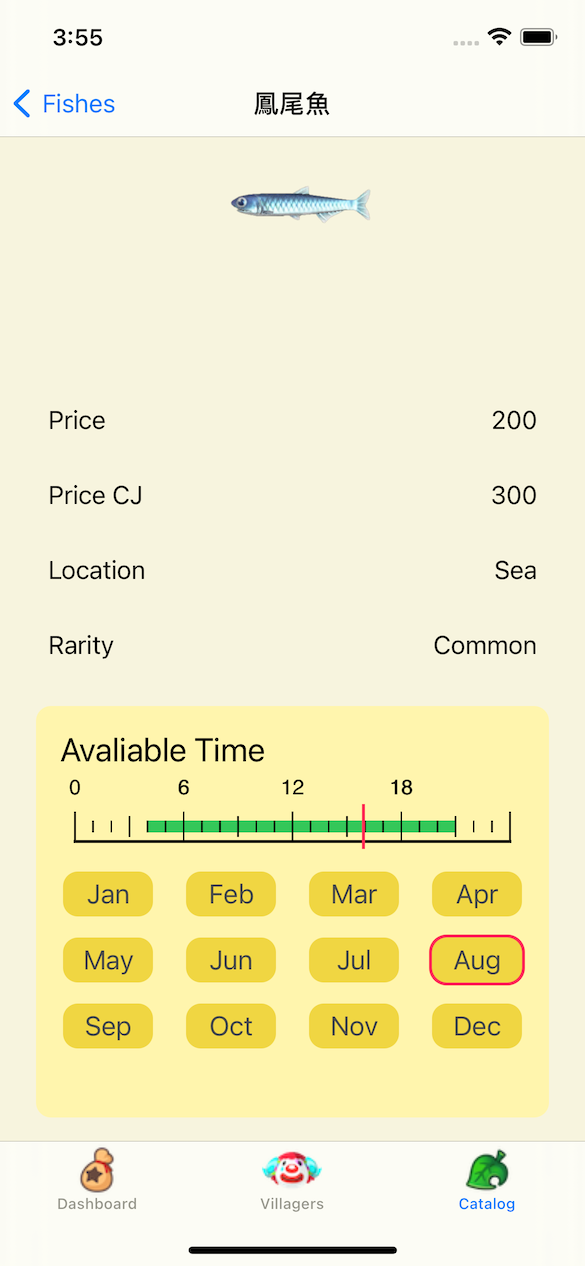 3:55
Fishes
鳳尾魚
Price 200
Price CJ 300
Location Sea
Rarity Common
Avaliable Time
0 6 12 18
Jan Feb Mar Apr
May Jun Jul Aug
Sep Oct Nov Dec
Dashboard Villagers Catalog